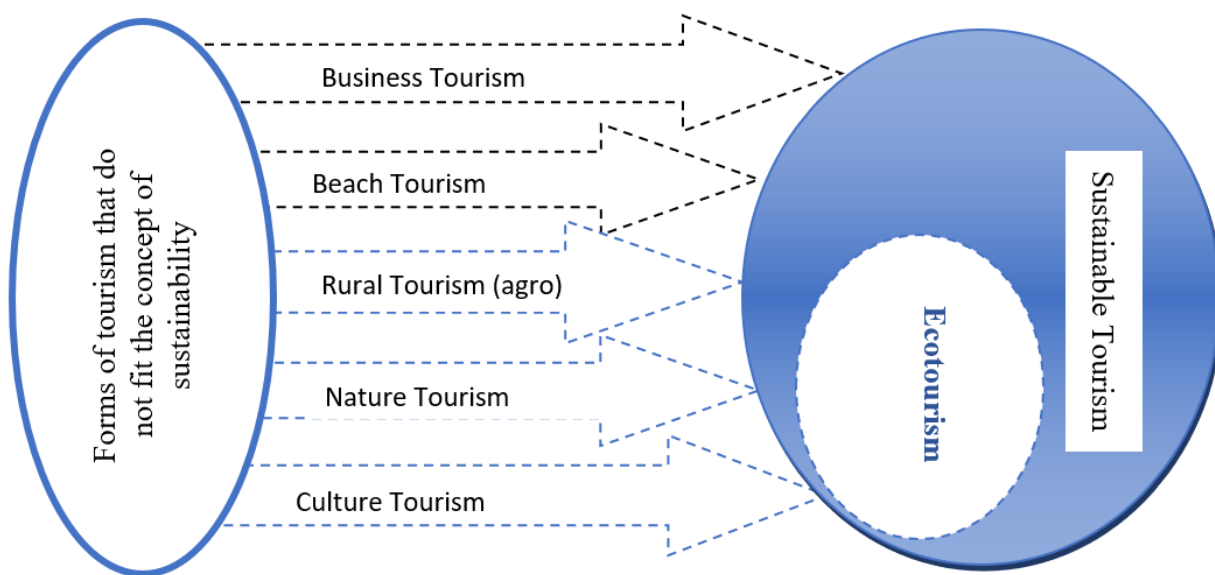 Forms of tourism that do
not fit the concept of
sustainability
Business Tourism
Beach Tourism
Rural Tourism (agro)
Nature Tourism
Culture Tourism
Ecotourism
Sustainable Tourism